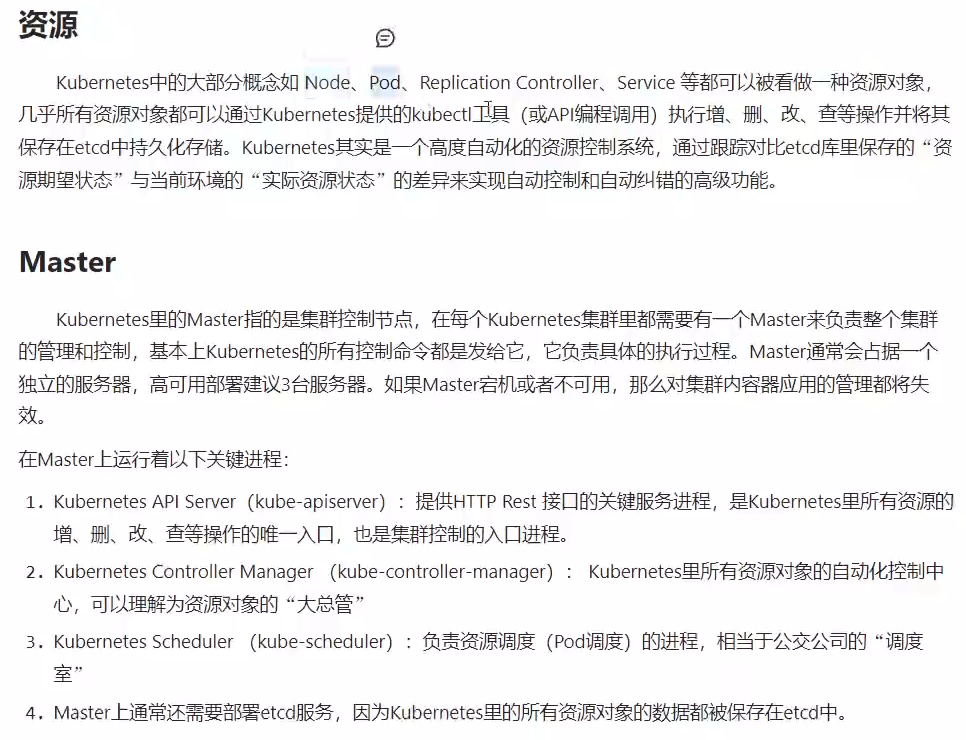 资源
Kubernetes中的大部分概念如 Node、Pod、Replication Controller、Service 等都可以被看做一种资源对象，
几乎所有资源对象都可以通过Kubernetes提供的kubectl工具（或API编程调用）执行增、删、改、查等操作并将其
保存在etcd中持久化存储。Kubernetes其实是一个高度自动化的资源控制系统，通过跟踪对比etcd库里保存的“资
源期望状态”与当前环境的“实际资源状态”的差异来实现自动控制和自动纠错的高级功能。
Master
Kubernetes里的Master指的是集群控制节点，在每个Kubernetes集群里都需要有一个Master来负责整个集群
的管理和控制，基本上Kubernetes的所有控制命令都是发给它，它负责具体的执行过程。Master通常会占据一个
独立的服务器，高可用部署建议3台服务器。如果Master宕机或者不可用，那么对集群内容器应用的管理都将失
效。
在Master上运行着以下关键进程：
1. Kubernetes API Server（kube-apiserver）：提供HTTP Rest 接口的关键服务进程，是Kubernetes里所有资源的
增、删、改、查等操作的唯一入口，也是集群控制的入口进程。
2. Kubernetes Controller Manager （kube-controller-manager）： Kubernetes里所有资源对象的自动化控制中
心，可以理解为资源对象的“大总管”
3. Kubernetes Scheduler （kube-scheduler）：负责资源调度（Pod调度）的进程，相当于公交公司的“调度
室”
4. Master上通常还需要部署etcd服务，因为Kubernetes里的所有资源对象的数据都被保存在etcd中。